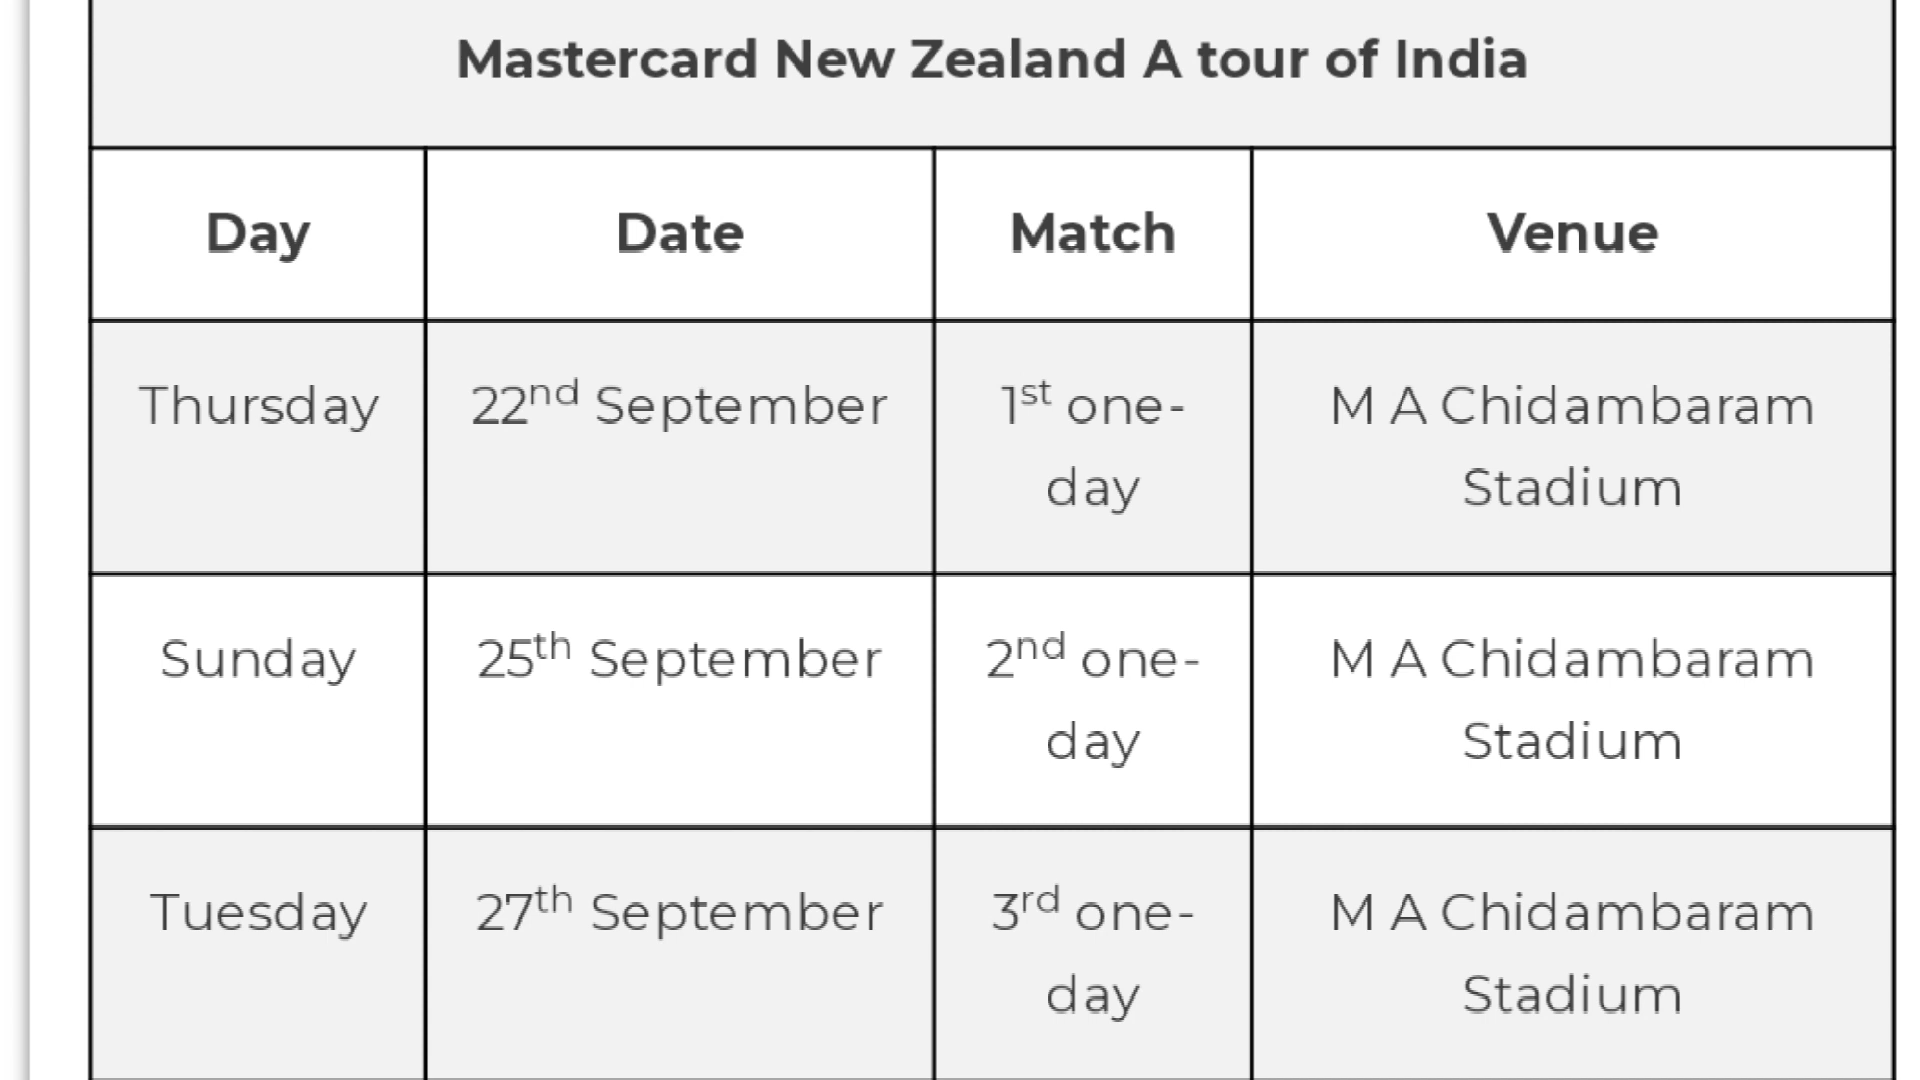 Mastercard New Zealand A tour of India
Day Date Match Venue
Thursday 22nd September 1st one- M A Chidambaram
day Stadium
Sunday 25th September 2nd one- M A Chidambaram
day Stadium
Tuesday 27th September 3rd one- M A Chidambaram
day Stadium